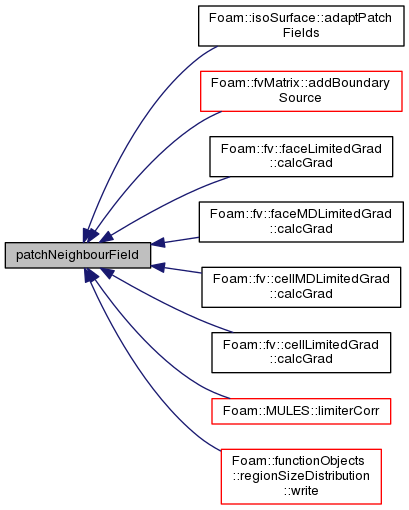 Foam::isoSurface::adaptPatch
Fields
Foam::fvMatrix::addBoundary
Source
Foam::fv::faceLimitedGrad
::calcGrad
Foam::fv::faceMDLimitedGrad
::calcGrad
patchNeighbourField
Foam::fv::cellMDLimitedGrad
::calcGrad
Foam::fv::cellLimitedGrad
::calcGrad
Foam::MULES::limiterCorr
Foam::functionObjects
::regionSizeDistribution
::write